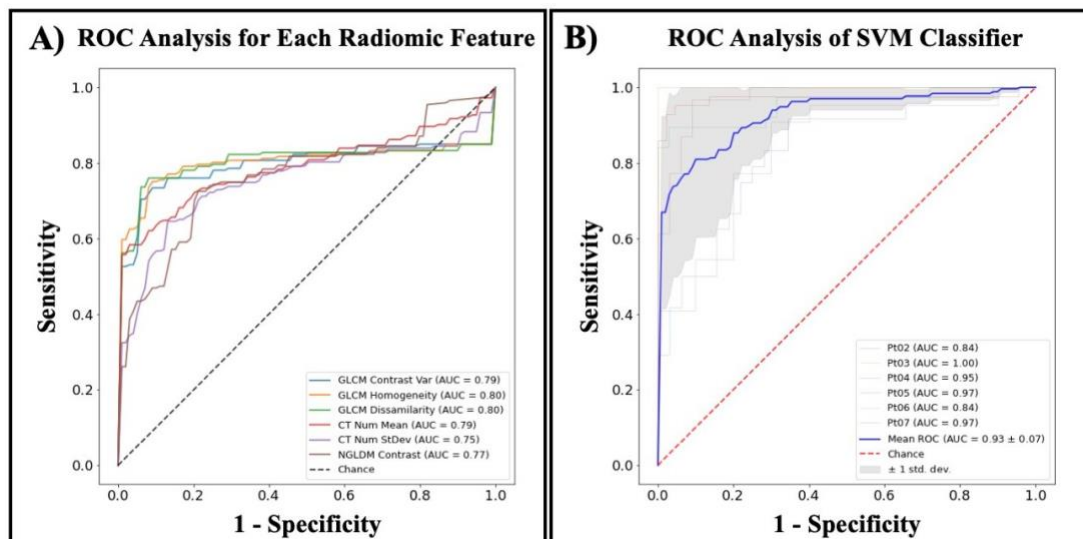 A) ROC Analysis for Each Radiomic Feature
1.0
0.8
0.6
0.4
0.2
0.0
Sensitivity
GLCM Contrast Var (AUC = 0.79)
GLCM Homogeneity (AUC = 0.80)
GLCM Dissamilarity (AUC = 0.80)
CT Num Mean (AUC = 0.79)
CT Num StDev (AUC = 0.75)
NGLDM Contrast (AUC = 0.77)
Chance
0.0 0.2 0.4 0.6 0.8 1.0
1 - Specificity
B) ROC Analysis of SVM Classifier
1.0
0.8
0.6
0.4
0.2
0.0
Sensitivity
Pt02 (AUC = 0.84)
Pt03 (AUC = 1.00)
Pt04 (AUC = 0.95)
Pt05 (AUC = 0.97)
Pt06 (AUC = 0.84)
Pt07 (AUC = 0.97)
Mean ROC (AUC = 0.93 ± 0.07)
Chance
± 1 std. dev.
0.0 0.2 0.4 0.6 0.8 1.0
1 - Specificity